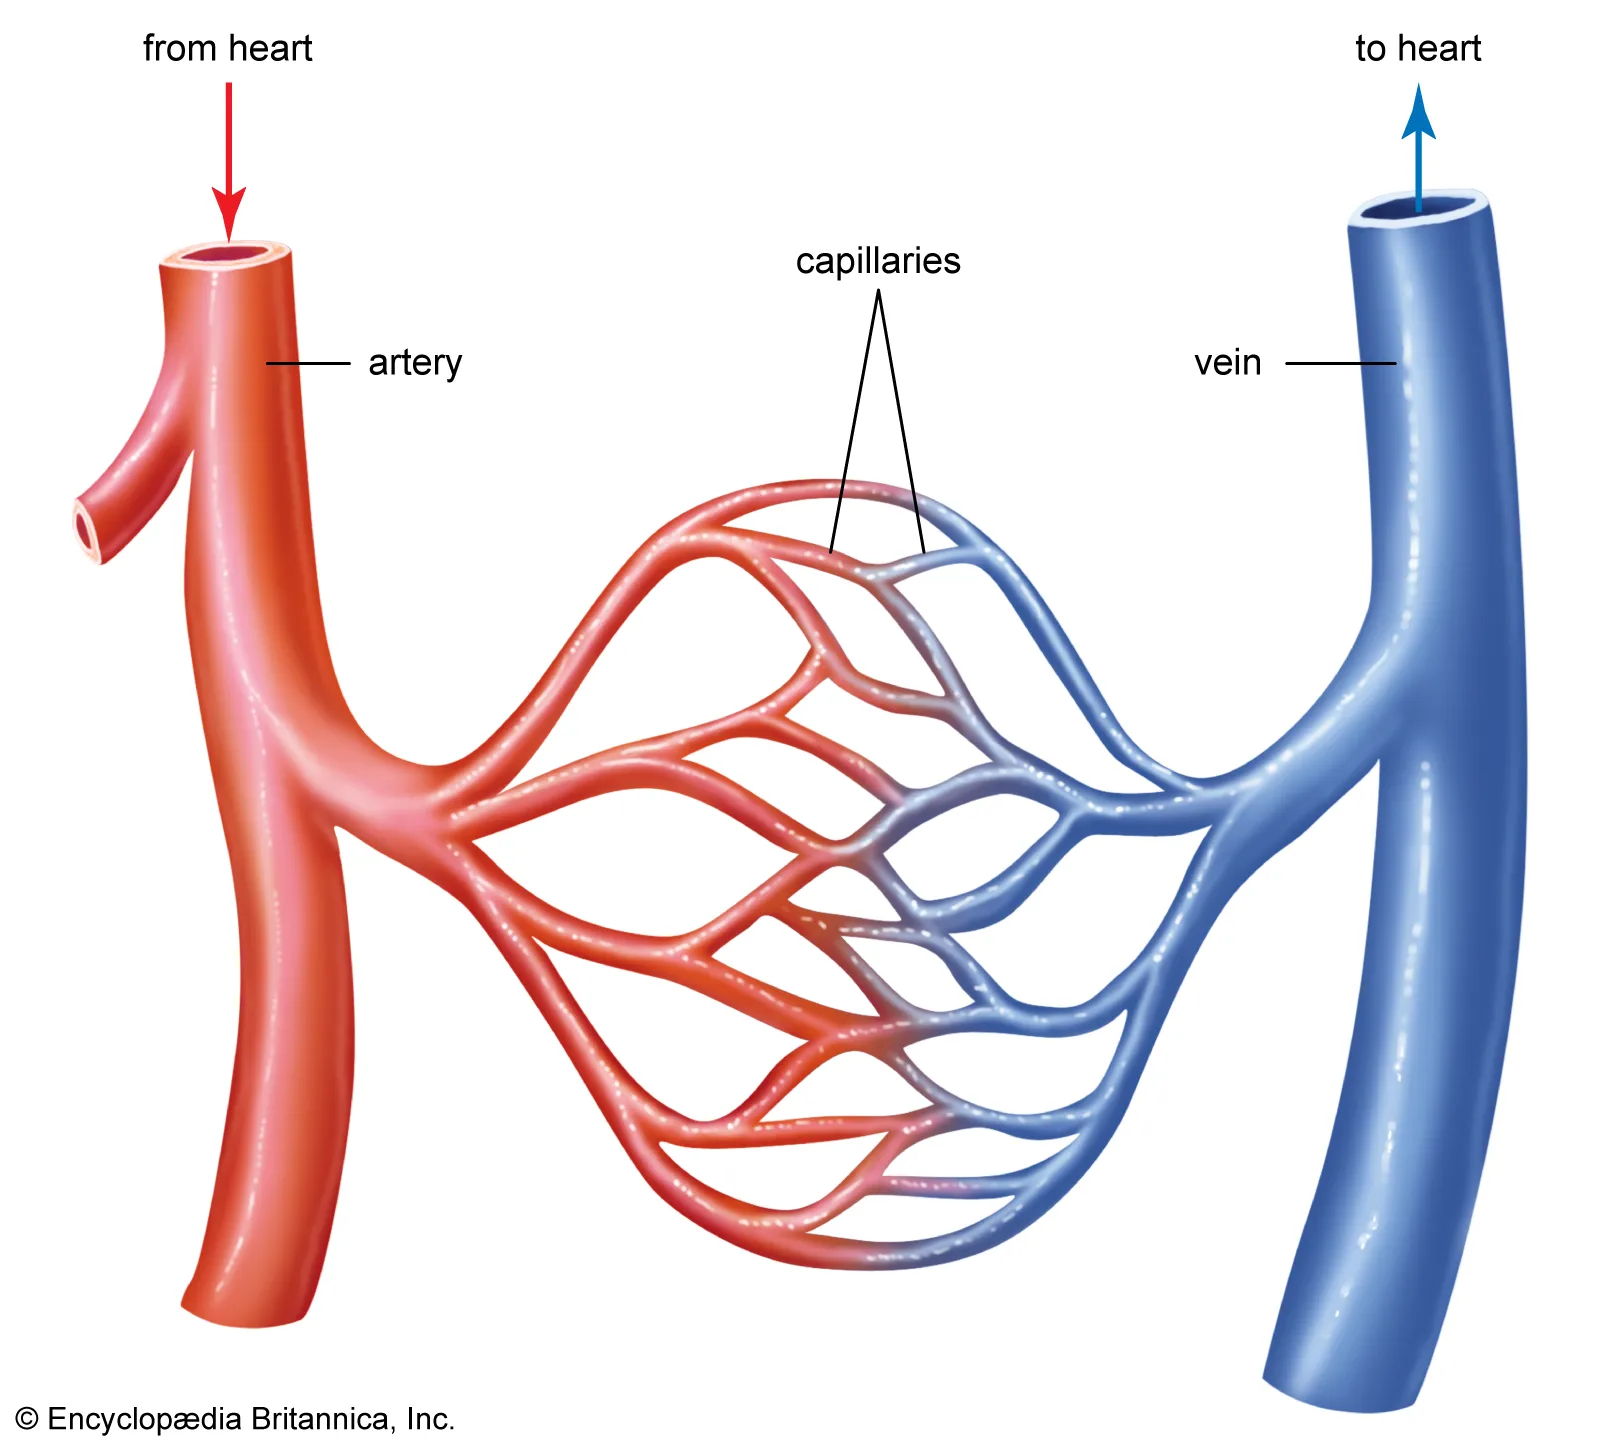 from heart
to heart
capillaries
artery
vein
© Encyclopædia Britannica, Inc.